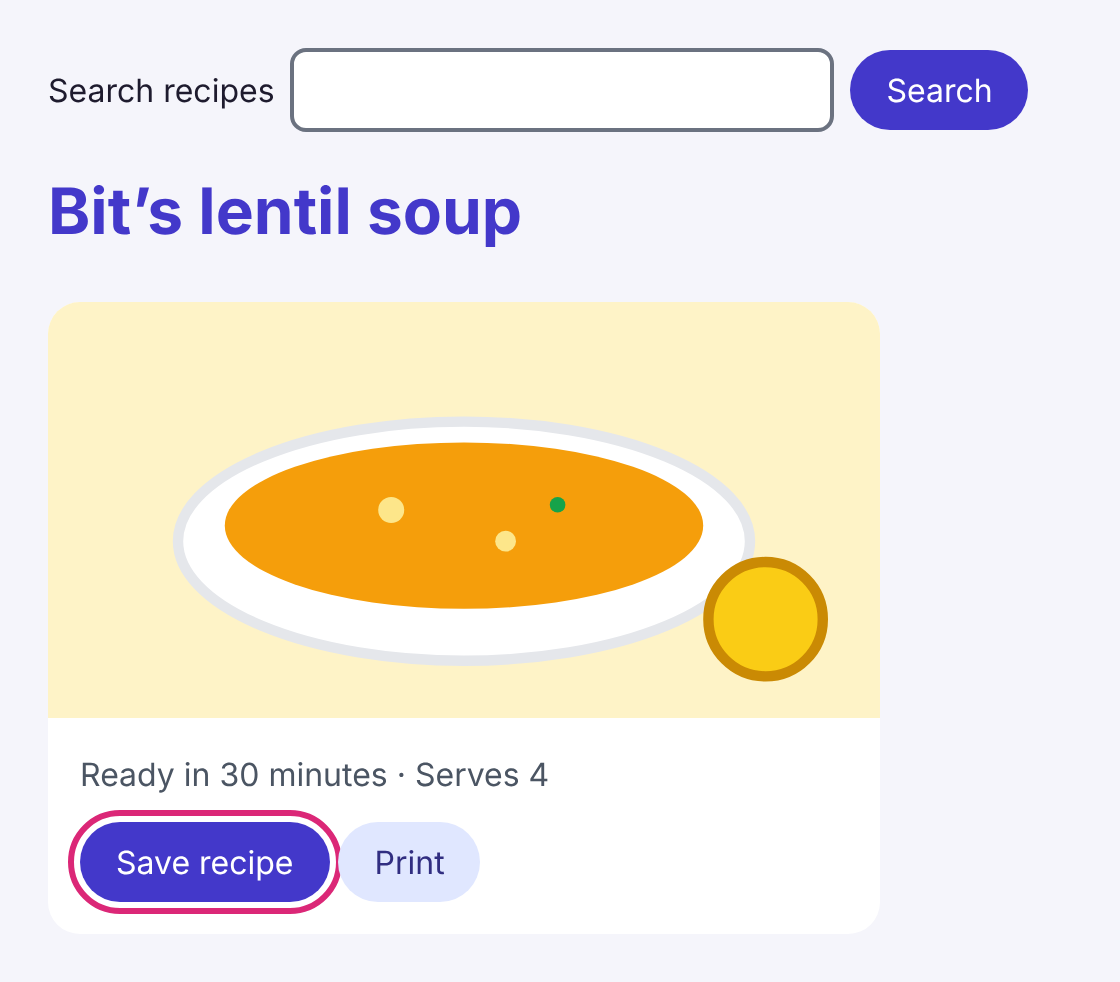 Search recipes Search
Bit’s lentil soup
Ready in 30 minutes · Serves 4
Save recipe Print